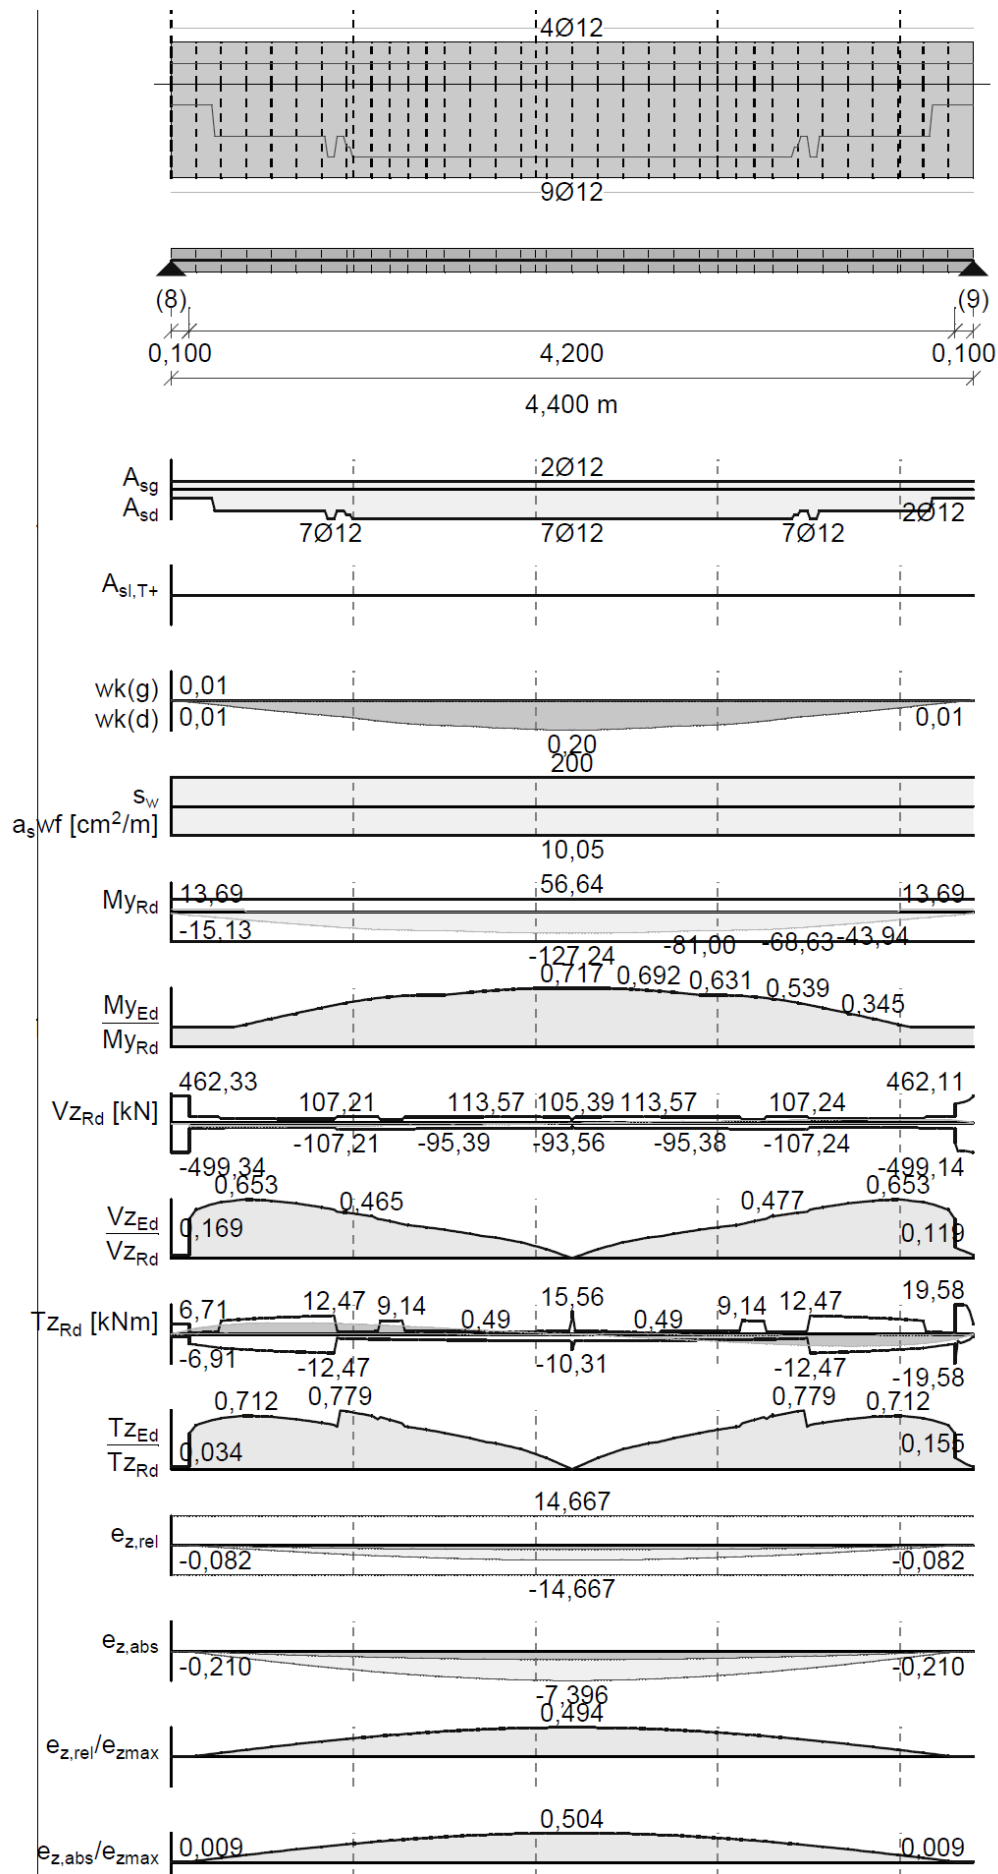 4Ø12
9Ø12
(8) (9)
0,100 4,200 0,100
4,400 m
Asg 2Ø12
Asd 2Ø12
7Ø12 7Ø12 7Ø12
Asl,T+
wk(g) 0,01
wk(d) 0,01 0,01
0,20
200
sw
aswf [cm²/m]
10,05
56,64
MyRd 13,69 13,69
-15,13 -127,24 -81,00 -68,63 -43,94
0,717 0,692 0,631 0,539 0,345
MyEd
MyRd
462,33 462,11
VzRd [kN] 107,21 113,57 105,39 113,57 107,24
-107,21 -95,39 -93,56 -95,38 -107,24
-499,34 -499,14
0,653 0,465 0,477 0,653
VzEd
VzRd
0,169 0,119
6,71 12,47 9,14 15,56 9,14 12,47 19,58
TzRd [kNm] 0,49 0,49
-6,91 -12,47 -10,31 -12,47 -19,58
0,712 0,779 0,779 0,712
TzEd
TzRd
0,034 0,155
14,667
ez,rel
-0,082 -0,082
-14,667
ez,abs
-0,210 -0,210
-7,396
0,494
ez,rel/ezmax
0,504
ez,abs/ezmax 0,009 0,009